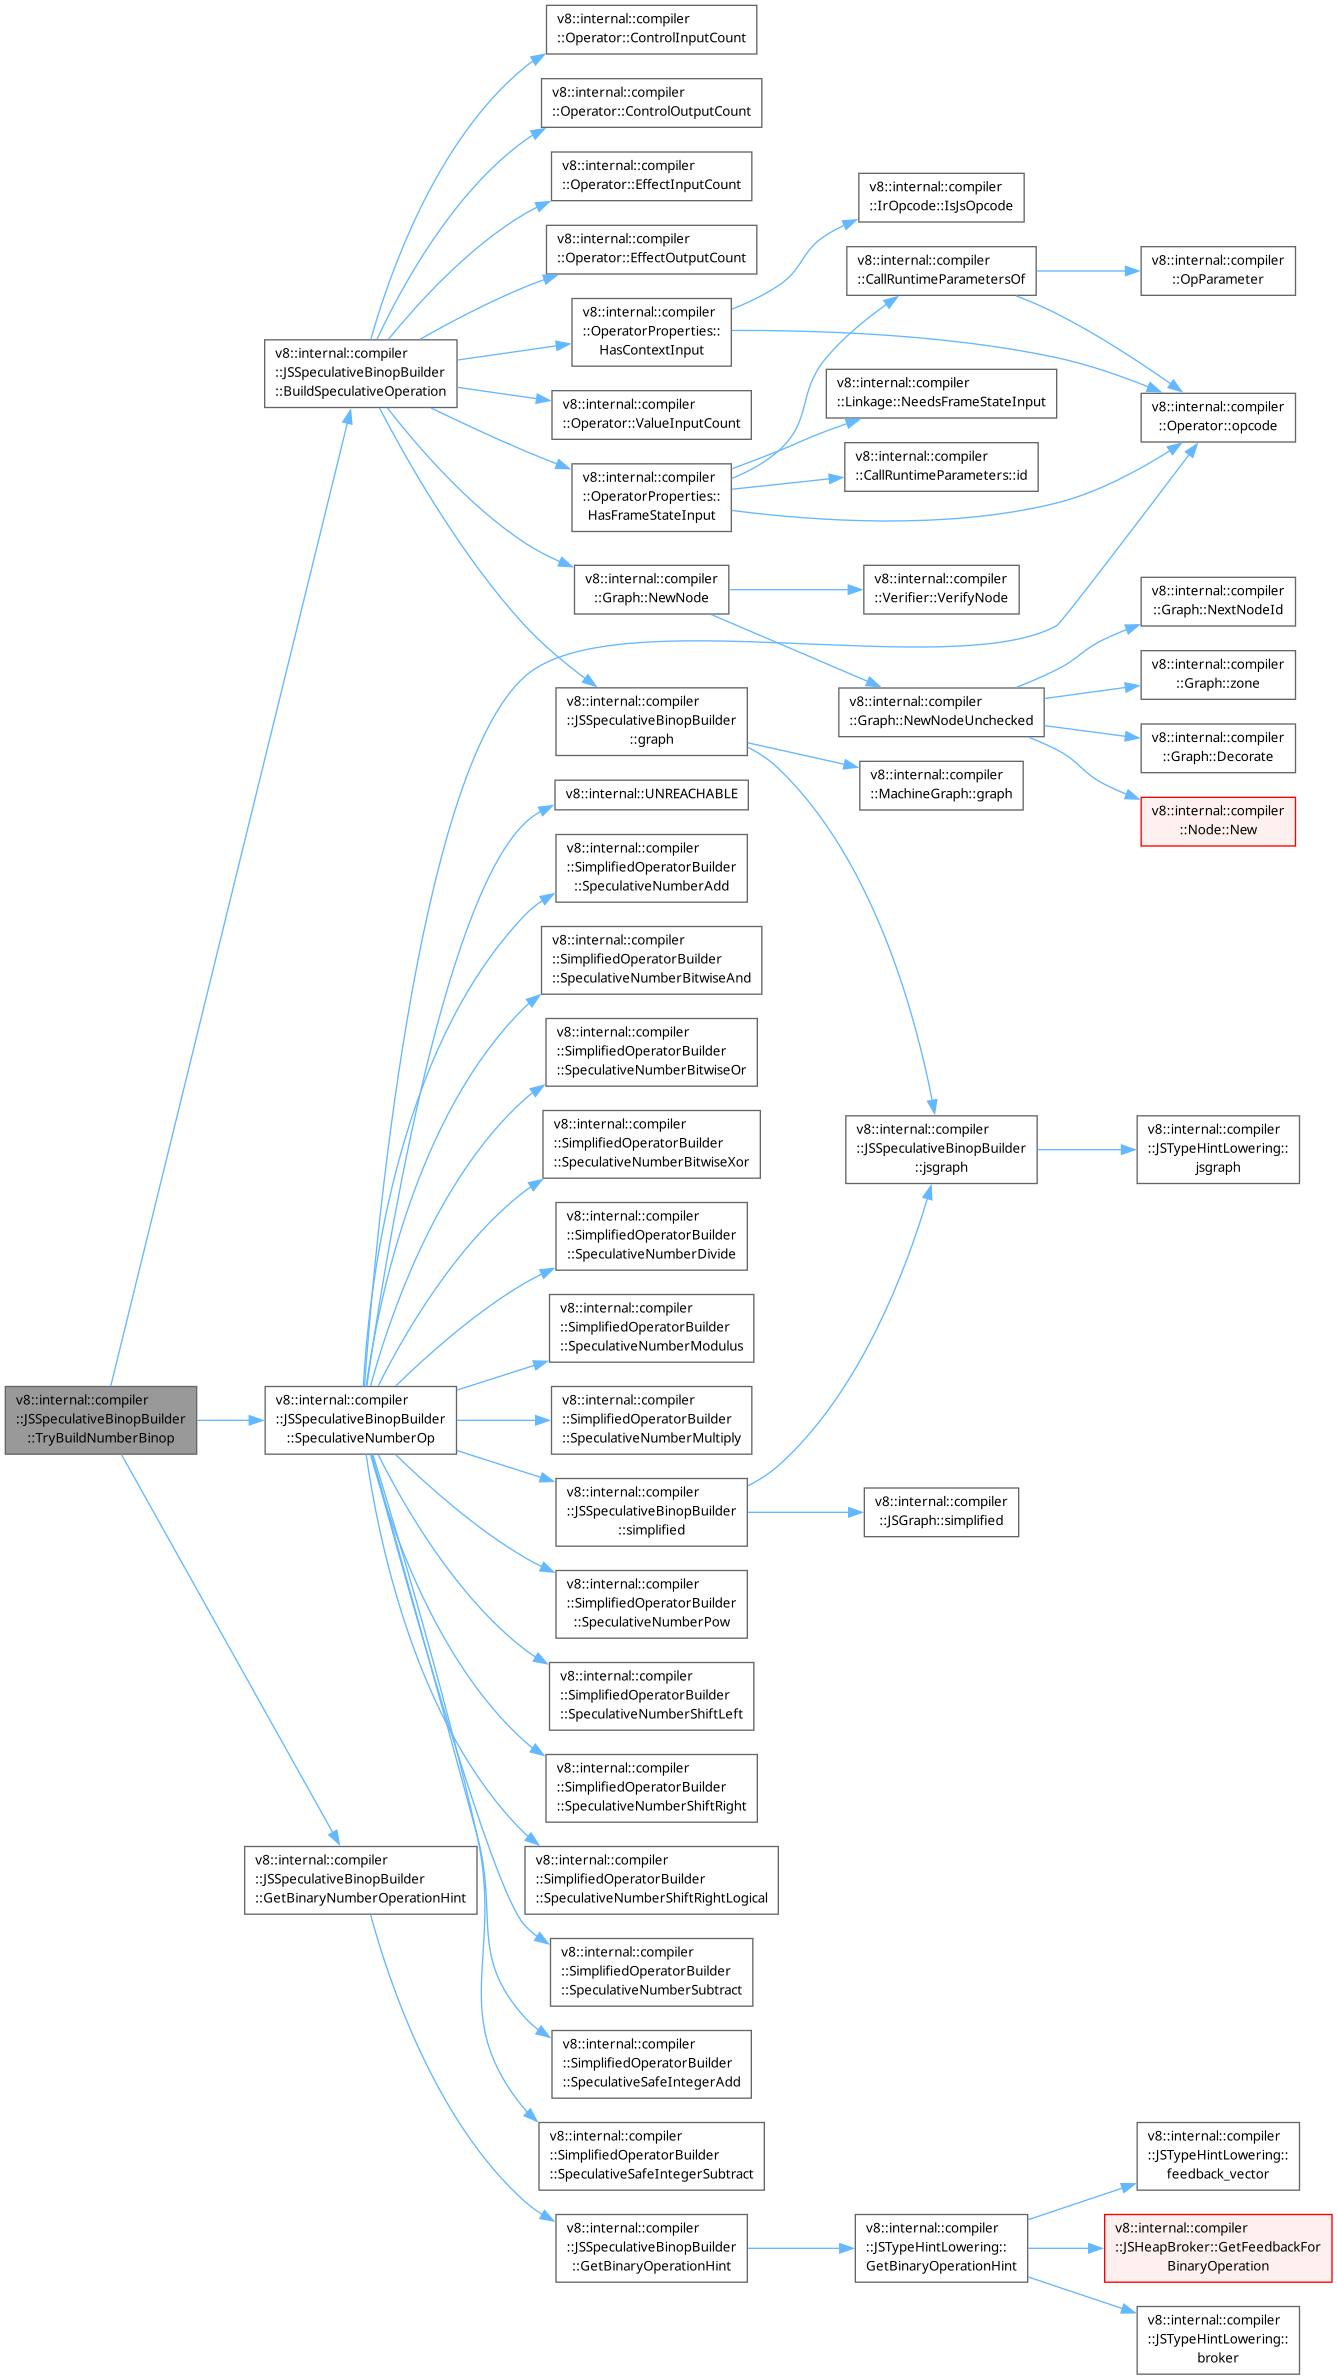 v8::internal::compiler
::Operator::ControlInputCount
v8::internal::compiler
::Operator::ControlOutputCount
v8::internal::compiler
::Operator::EffectInputCount
v8::internal::compiler
::IrOpcode::IsJsOpcode
v8::internal::compiler
::Operator::EffectOutputCount
v8::internal::compiler
::CallRuntimeParametersOf
v8::internal::compiler
::OpParameter
v8::internal::compiler
::OperatorProperties::
HasContextInput
v8::internal::compiler
::JSSpeculativeBinopBuilder
::BuildSpeculativeOperation
v8::internal::compiler
::Linkage::NeedsFrameStateInput
v8::internal::compiler
::Operator::ValueInputCount
v8::internal::compiler
::Operator::opcode
v8::internal::compiler
::CallRuntimeParameters::id
v8::internal::compiler
::OperatorProperties::
HasFrameStateInput
v8::internal::compiler
::Graph::NewNode
v8::internal::compiler
::Verifier::VerifyNode
v8::internal::compiler
::Graph::NextNodeId
v8::internal::compiler
::Graph::zone
v8::internal::compiler
::JSSpeculativeBinopBuilder
::graph
v8::internal::compiler
::Graph::NewNodeUnchecked
v8::internal::compiler
::Graph::Decorate
v8::internal::compiler
::MachineGraph::graph
v8::internal::UNREACHABLE
v8::internal::compiler
::Node::New
v8::internal::compiler
::SimplifiedOperatorBuilder
::SpeculativeNumberAdd
v8::internal::compiler
::SimplifiedOperatorBuilder
::SpeculativeNumberBitwiseAnd
v8::internal::compiler
::SimplifiedOperatorBuilder
::SpeculativeNumberBitwiseOr
v8::internal::compiler
::SimplifiedOperatorBuilder
::SpeculativeNumberBitwiseXor
v8::internal::compiler
::JSSpeculativeBinopBuilder
::jsgraph
v8::internal::compiler
::JSTypeHintLowering::
jsgraph
v8::internal::compiler
::SimplifiedOperatorBuilder
::SpeculativeNumberDivide
v8::internal::compiler
::SimplifiedOperatorBuilder
::SpeculativeNumberModulus
v8::internal::compiler
::JSSpeculativeBinopBuilder
::TryBuildNumberBinop
v8::internal::compiler
::JSSpeculativeBinopBuilder
::SpeculativeNumberOp
v8::internal::compiler
::SimplifiedOperatorBuilder
::SpeculativeNumberMultiply
v8::internal::compiler
::JSSpeculativeBinopBuilder
::simplified
v8::internal::compiler
::JSGraph::simplified
v8::internal::compiler
::SimplifiedOperatorBuilder
::SpeculativeNumberPow
v8::internal::compiler
::SimplifiedOperatorBuilder
::SpeculativeNumberShiftLeft
v8::internal::compiler
::SimplifiedOperatorBuilder
::SpeculativeNumberShiftRight
v8::internal::compiler
::JSSpeculativeBinopBuilder
::GetBinaryNumberOperationHint
v8::internal::compiler
::SimplifiedOperatorBuilder
::SpeculativeNumberShiftRightLogical
v8::internal::compiler
::SimplifiedOperatorBuilder
::SpeculativeNumberSubtract
v8::internal::compiler
::SimplifiedOperatorBuilder
::SpeculativeSafeIntegerAdd
v8::internal::compiler
::SimplifiedOperatorBuilder
::SpeculativeSafeIntegerSubtract
v8::internal::compiler
::JSTypeHintLowering::
feedback_vector
v8::internal::compiler
::JSSpeculativeBinopBuilder
::GetBinaryOperationHint
v8::internal::compiler
::JSTypeHintLowering::
GetBinaryOperationHint
v8::internal::compiler
::JSHeapBroker::GetFeedbackFor
BinaryOperation
v8::internal::compiler
::JSTypeHintLowering::
broker